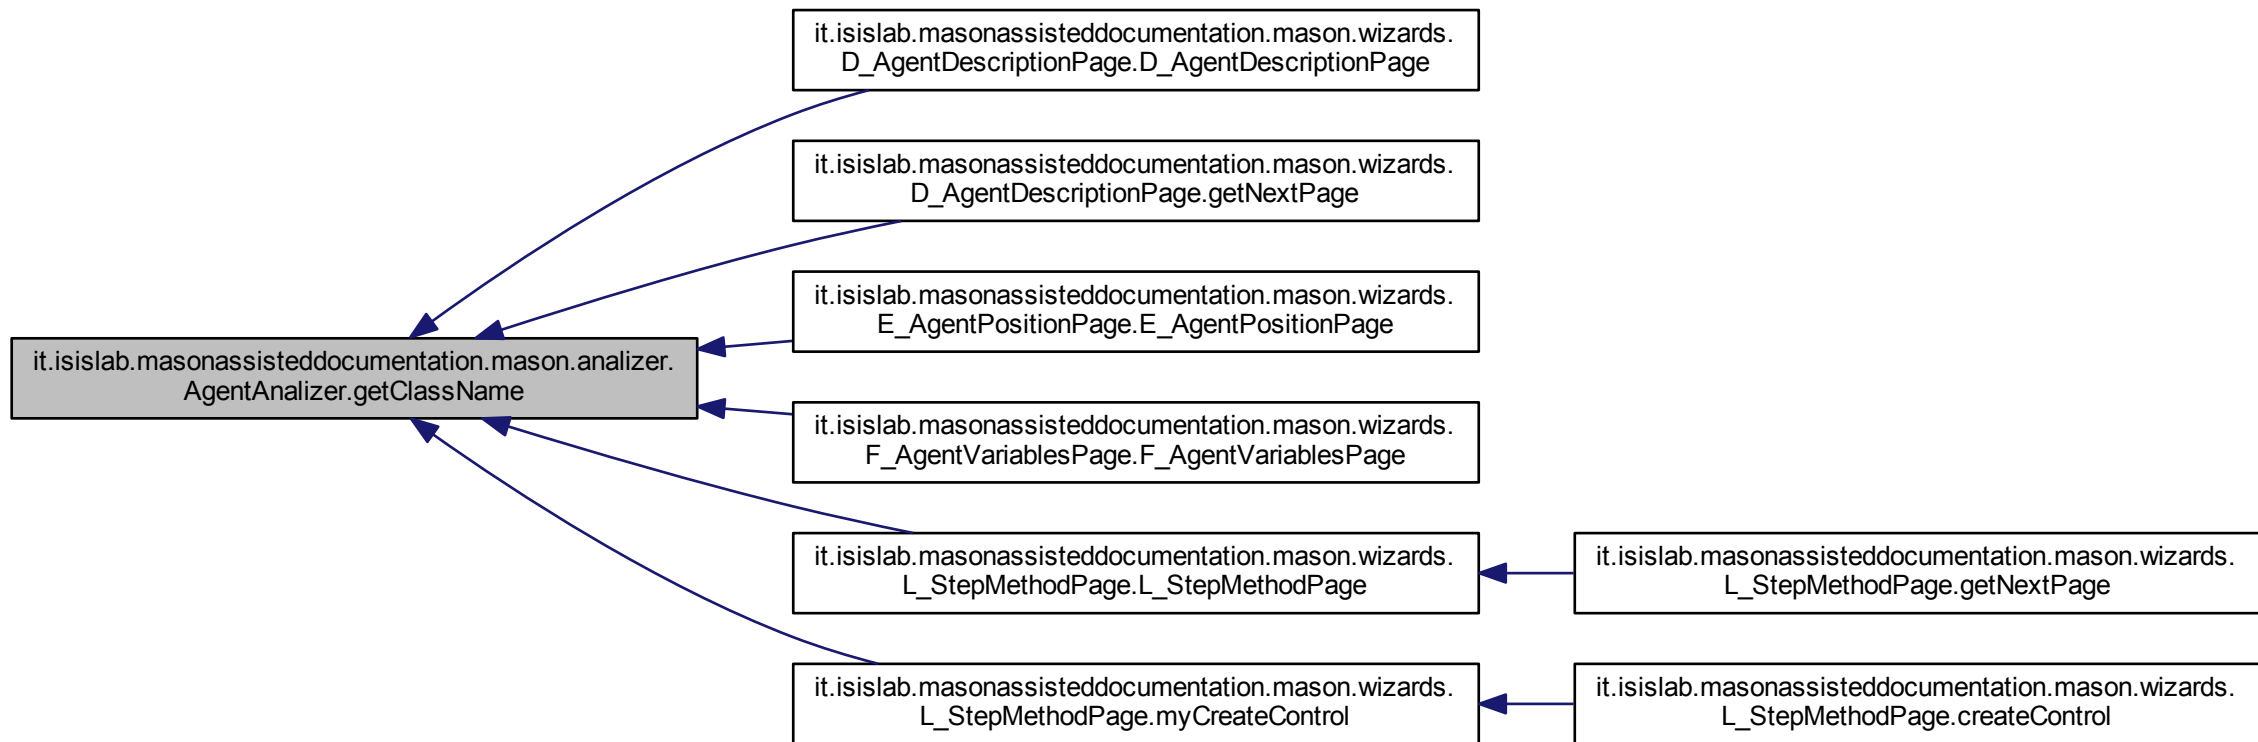 it.isislab.masonassisteddocumentation.mason.wizards.
D_AgentDescriptionPage.D_AgentDescriptionPage
it.isislab.masonassisteddocumentation.mason.wizards.
D_AgentDescriptionPage.getNextPage
it.isislab.masonassisteddocumentation.mason.wizards.
E_AgentPositionPage.E_AgentPositionPage
it.isislab.masonassisteddocumentation.mason.analizer.
AgentAnalizer.getClassName
it.isislab.masonassisteddocumentation.mason.wizards.
F_AgentVariablesPage.F_AgentVariablesPage
it.isislab.masonassisteddocumentation.mason.wizards.
L_StepMethodPage.L_StepMethodPage
it.isislab.masonassisteddocumentation.mason.wizards.
L_StepMethodPage.getNextPage
it.isislab.masonassisteddocumentation.mason.wizards.
L_StepMethodPage.myCreateControl
it.isislab.masonassisteddocumentation.mason.wizards.
L_StepMethodPage.createControl